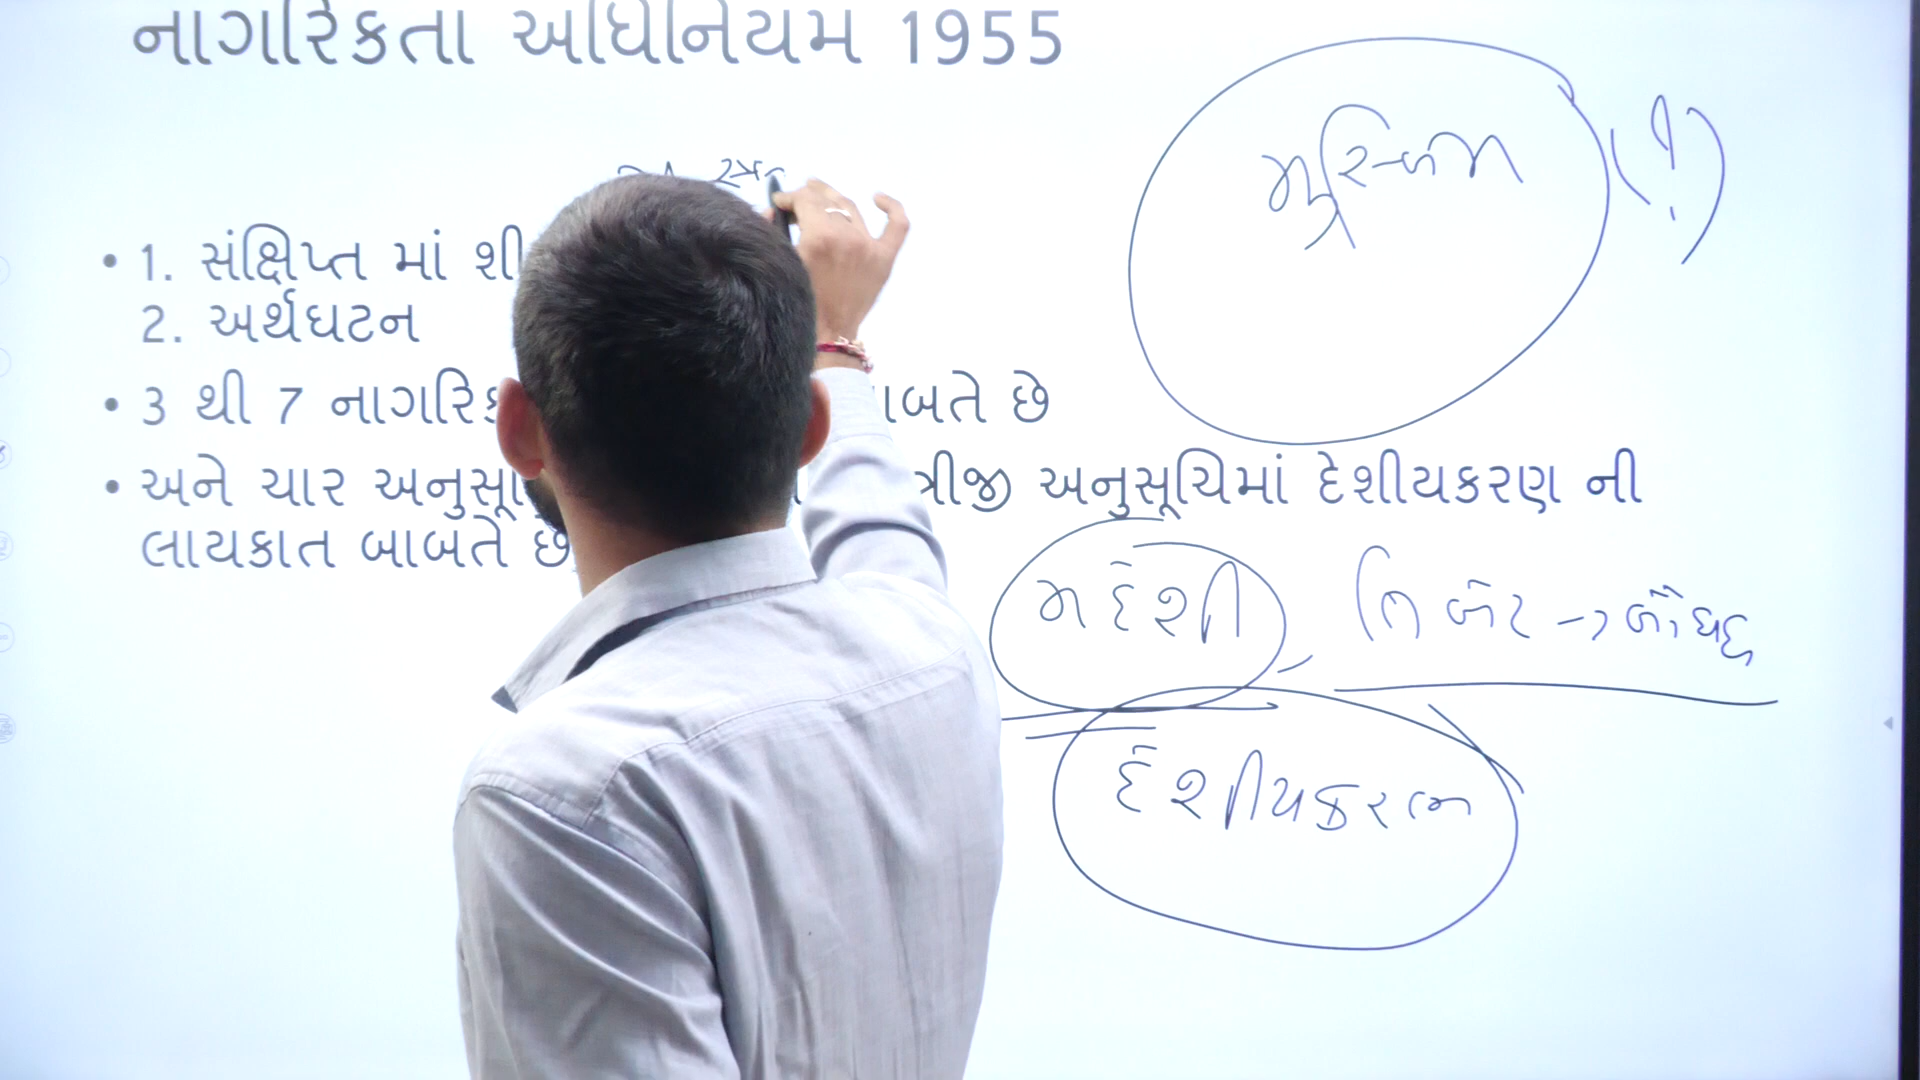 નાગરિકતા અધિનિયમ 1955
મુસ્લિમ (!)
• 1. સંક્ષિપ્ત માં શી
2. અર્થઘટન
• 3 થી 7 નાગરિક બાબતે છે
• અને ચાર અનુસૂ ત્રીજી અનુસૂચિમાં દેશીયકરણ ની
લાયકાત બાબતે છે
સ્વદેશી તિબેટ → બૌધ્ધ
દેશીયકરણ